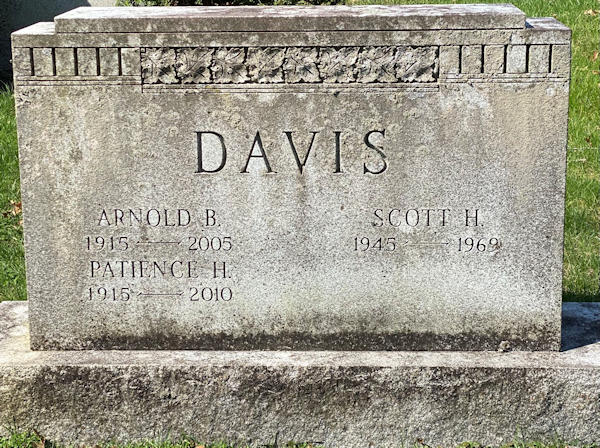 DAVIS
ARNOLD B.
1915 — 2005
PATIENCE H.
1915 — 2010
SCOTT H.
1945 — 1969